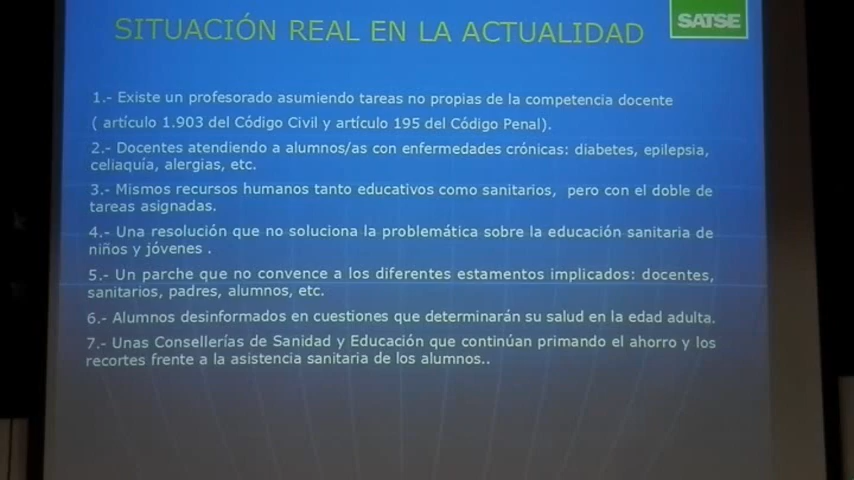 SITUACIÓN REAL EN LA ACTUALIDAD
SATSE
1.- Existe un profesorado asumiendo tareas no propias de la competencia docente
( artículo 1.903 del Código Civil y artículo 195 del Código Penal).
2.- Docentes atendiendo a alumnos/as con enfermedades crónicas: diabetes, epilepsia,
celiaquía, alergias, etc.
3.- Mismos recursos humanos tanto educativos como sanitarios, pero con el doble de
tareas asignadas.
4.- Una resolución que no soluciona la problemática sobre la educación sanitaria de
niños y jóvenes .
5.- Un parche que no convence a los diferentes estamentos implicados: docentes,
sanitarios, padres, alumnos, etc.
6.- Alumnos desinformados en cuestiones que determinarán su salud en la edad adulta.
7.- Unas Consellerías de Sanidad y Educación que continúan primando el ahorro y los
recortes frente a la asistencia sanitaria de los alumnos..